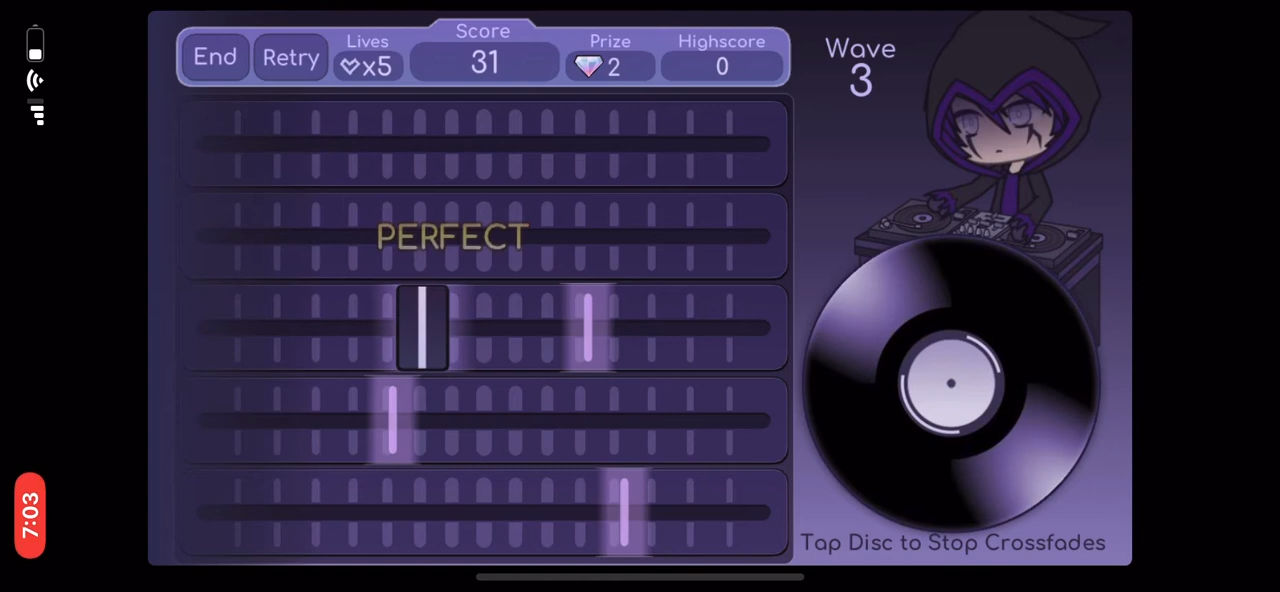 End
Retry
Lives
x5
Score
31
Prize
2
Highscore
0
Wave
3
PERFECT
Tap Disc to Stop Crossfades
7:03